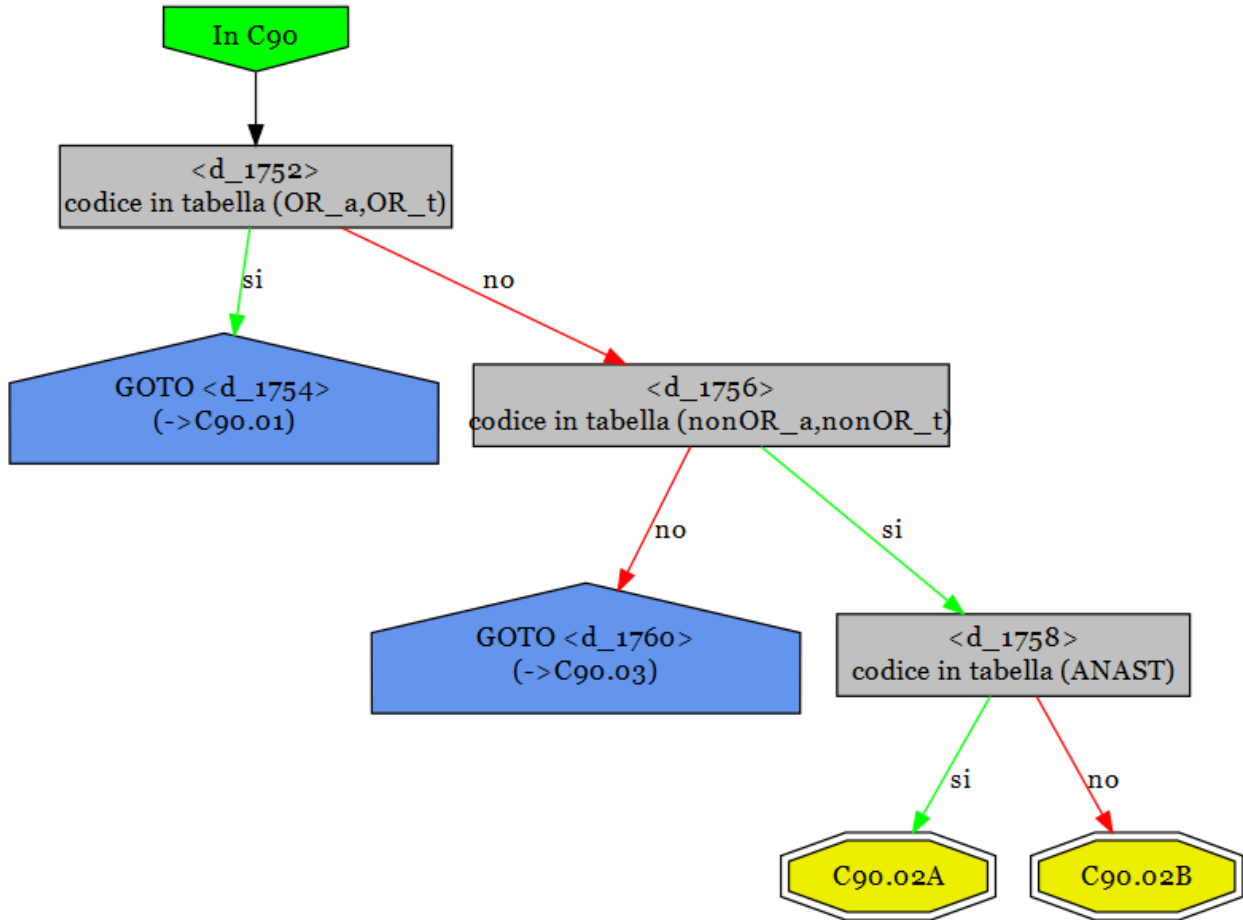 In C90
<d_1752>
codice in tabella (OR_a,OR_t)
si
no
GOTO <d_1754>
(->C90.01)
<d_1756>
codice in tabella (nonOR_a,nonOR_t)
no
si
GOTO <d_1760>
(->C90.03)
<d_1758>
codice in tabella (ANAST)
si
no
C90.02A
C90.02B